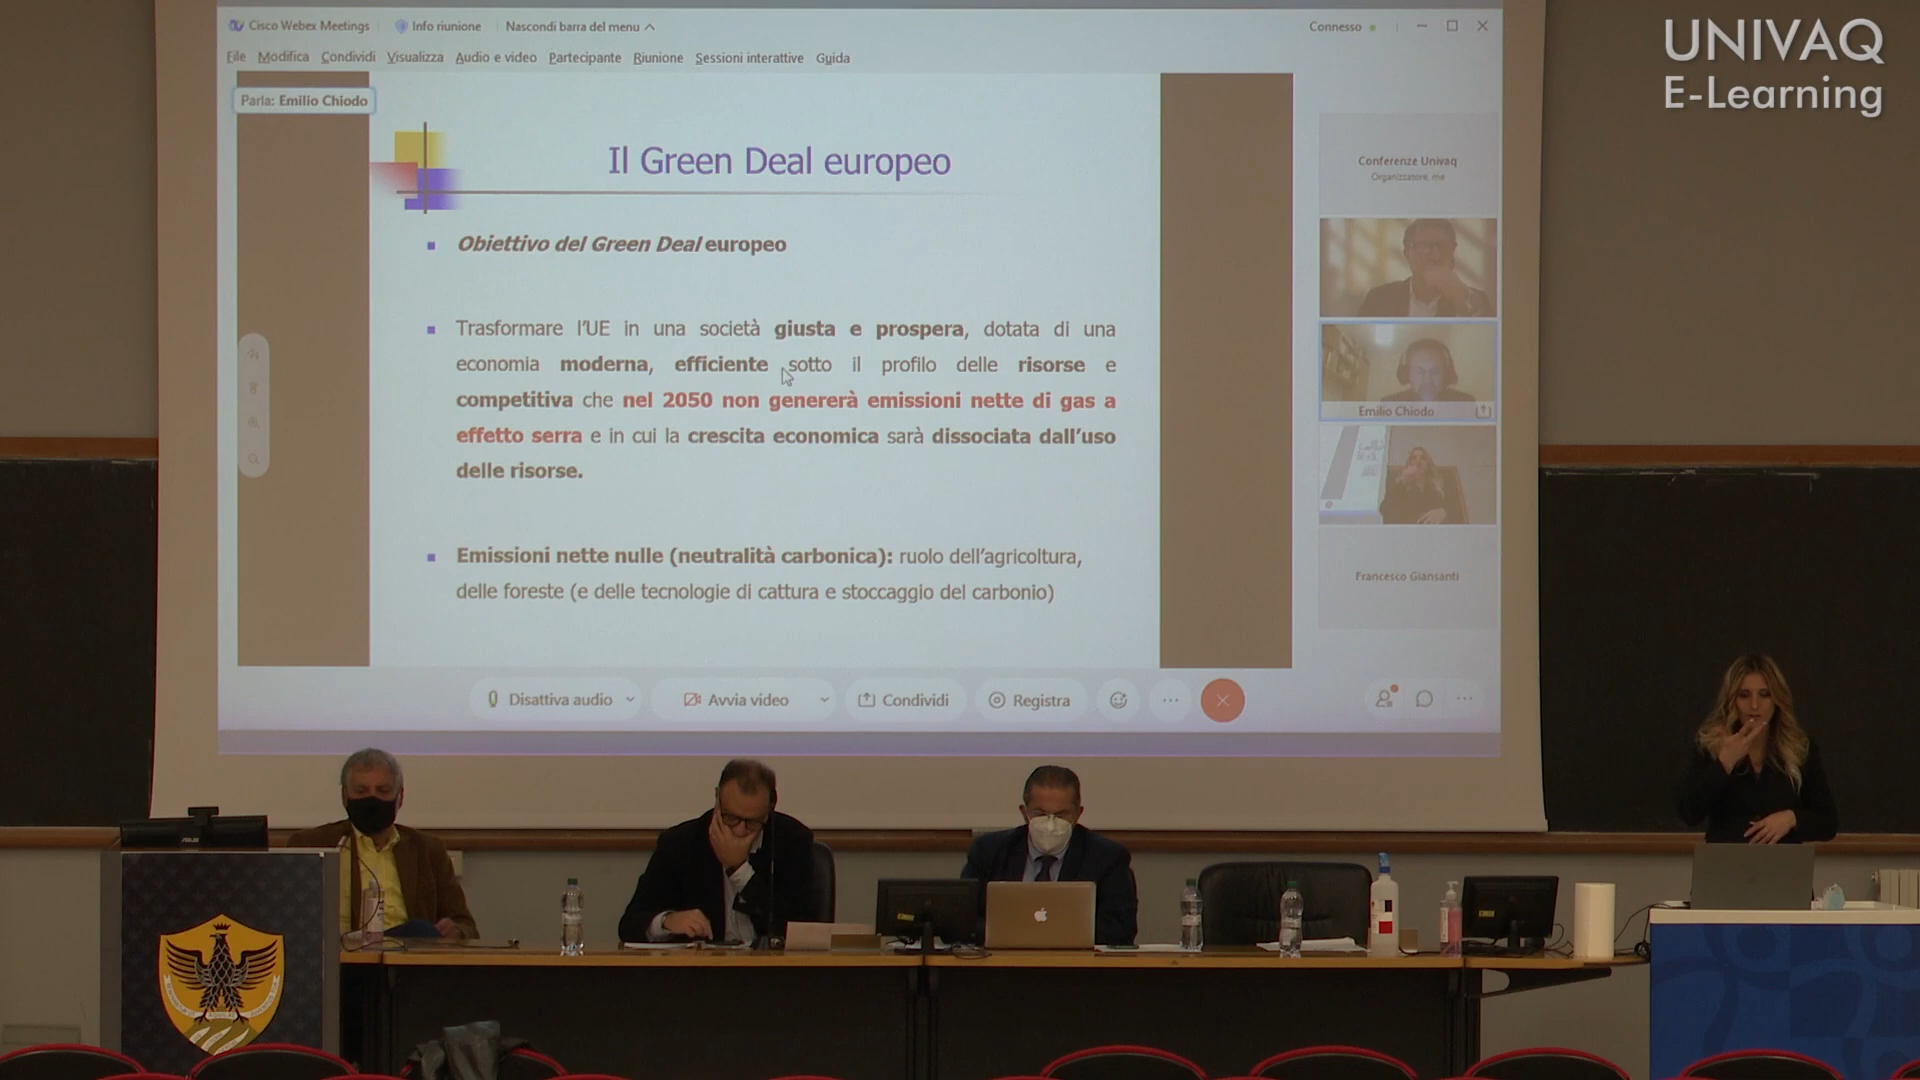 Cisco Webex Meetings
Info riunione
Nascondi barra del menu
Connesso
File Modifica Condividi Visualizza Audio e video Partecipante Riunione Sessioni interattive Guida
UNIVAQ
E-Learning
Parla: Emilio Chiodo
Il Green Deal europeo
Obiettivo del Green Deal europeo
Trasformare l'UE in una società giusta e prospera, dotata di una
economia moderna, efficiente sotto il profilo delle risorse e
competitiva che nel 2050 non genererà emissioni nette di gas a
effetto serra e in cui la crescita economica sarà dissociata dall'uso
delle risorse.
Emissioni nette nulle (neutralità carbonica): ruolo dell'agricoltura,
delle foreste (e delle tecnologie di cattura e stoccaggio del carbonio)
Conferenze Univaq
Organizzatore, me
Emilio Chiodo
Francesco Giansanti
Disattiva audio
Avvia video
Condividi
Registra